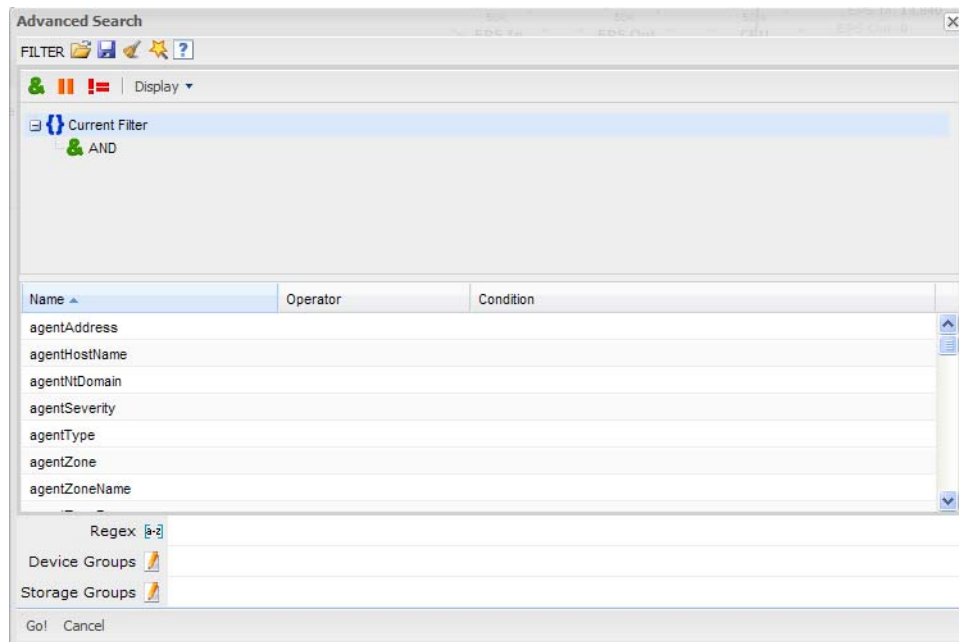 Advanced Search
FILTER
Display
Current Filter
AND
Name Operator Condition
agentAddress
agentHostName
agentNtDomain
agentSeverity
agentType
agentZone
agentZoneName
Regex [a-z]
Device Groups
Storage Groups
Go! Cancel